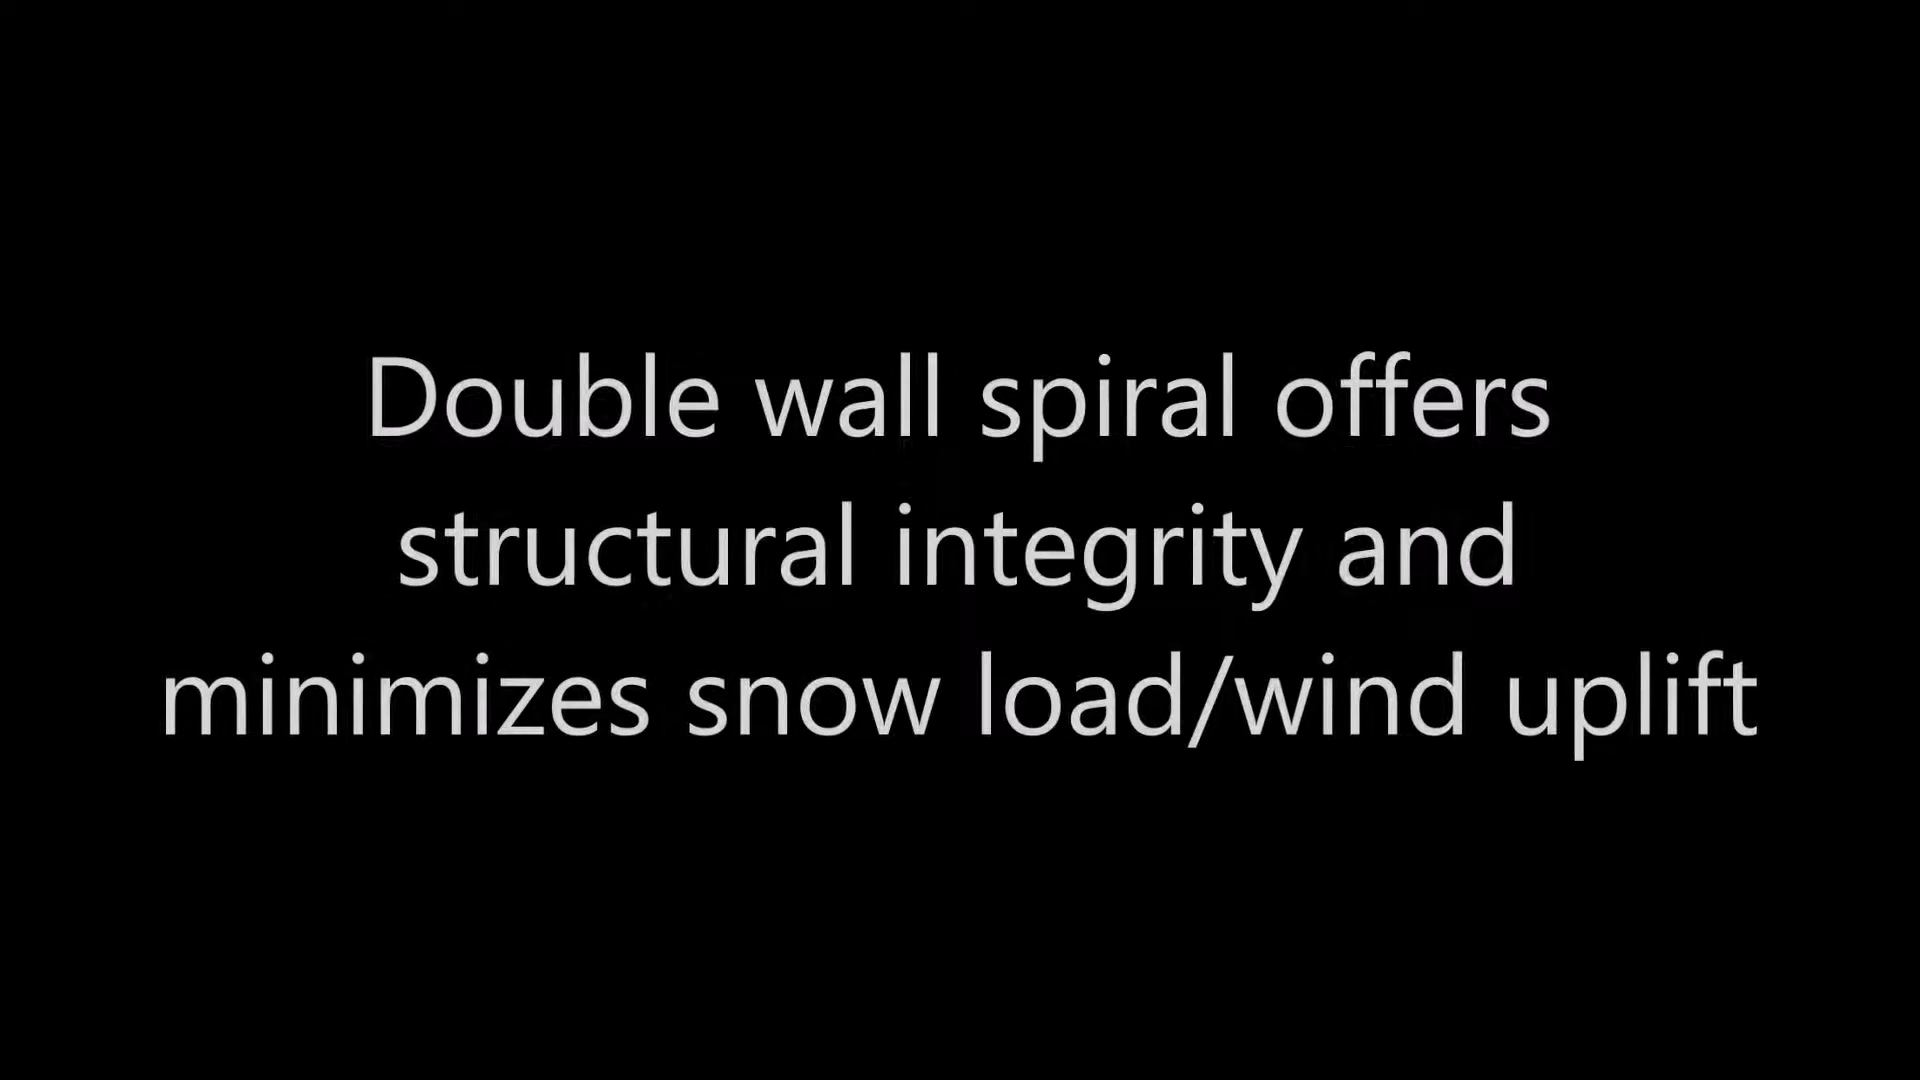 Double wall spiral offers
structural integrity and
minimizes snow load/wind uplift